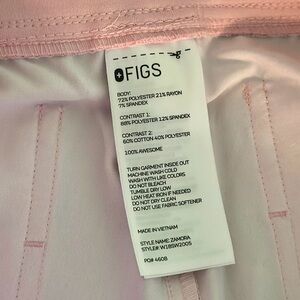 FIGS
BODY:
72% POLYESTER 21% RAYON
7% SPANDEX
CONTRAST 1:
88% POLYESTER 12% SPANDEX
CONTRAST 2:
60% COTTON 40% POLYESTER
100% AWESOME
TURN GARMENT INSIDE OUT
MACHINE WASH COLD
WASH WITH LIKE COLORS
DO NOT BLEACH
TUMBLE DRY LOW
LOW HEAT IRON IF NEEDED
DO NOT DRY CLEAN
DO NOT USE FABRIC SOFTENER
MADE IN VIETNAM
STYLE NAME: ZAMORA
STYLE#: W18SW2005
PO# 4608